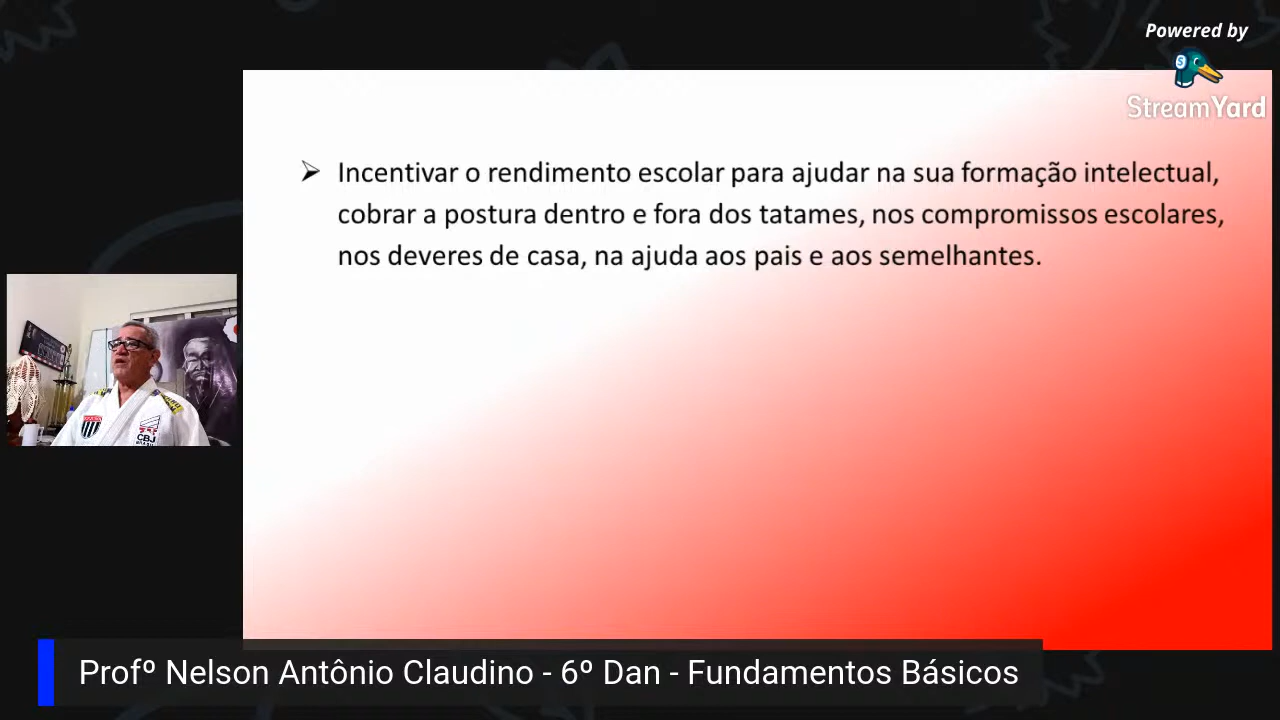 Powered by
StreamYard
➢ Incentivar o rendimento escolar para ajudar na sua formação intelectual,
cobrar a postura dentro e fora dos tatames, nos compromissos escolares,
nos deveres de casa, na ajuda aos pais e aos semelhantes.
CBJ
BRASIL
Profº Nelson Antônio Claudino - 6º Dan - Fundamentos Básicos